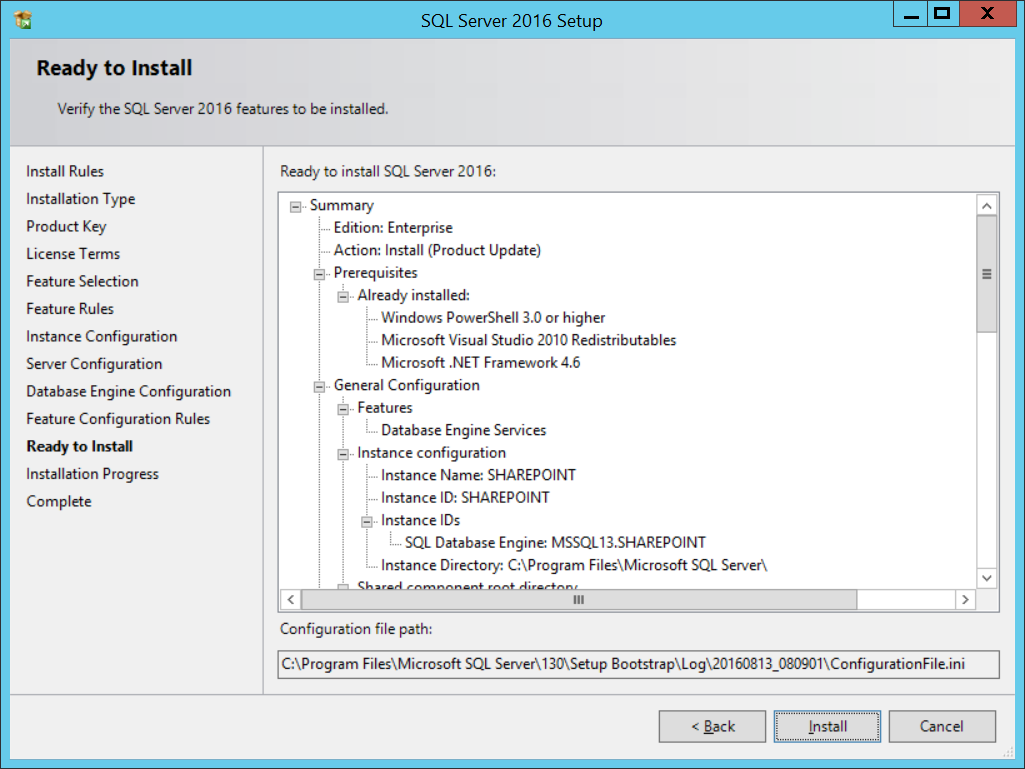 SQL Server 2016 Setup
Ready to Install
Verify the SQL Server 2016 features to be installed.
Install Rules
Installation Type
Product Key
License Terms
Feature Selection
Feature Rules
Instance Configuration
Server Configuration
Database Engine Configuration
Feature Configuration Rules
Ready to Install
Installation Progress
Complete
Ready to install SQL Server 2016:
Summary
Edition: Enterprise
Action: Install (Product Update)
Prerequisites
Already installed:
Windows PowerShell 3.0 or higher
Microsoft Visual Studio 2010 Redistributables
Microsoft .NET Framework 4.6
General Configuration
Features
Database Engine Services
Instance configuration
Instance Name: SHAREPOINT
Instance ID: SHAREPOINT
Instance IDs
SQL Database Engine: MSSQL13.SHAREPOINT
Instance Directory: C:\Program Files\Microsoft SQL Server\
Shared component root directory
Configuration file path:
C:\Program Files\Microsoft SQL Server\130\Setup Bootstrap\Log\20160813_080901\ConfigurationFile.ini
< Back
Install
Cancel